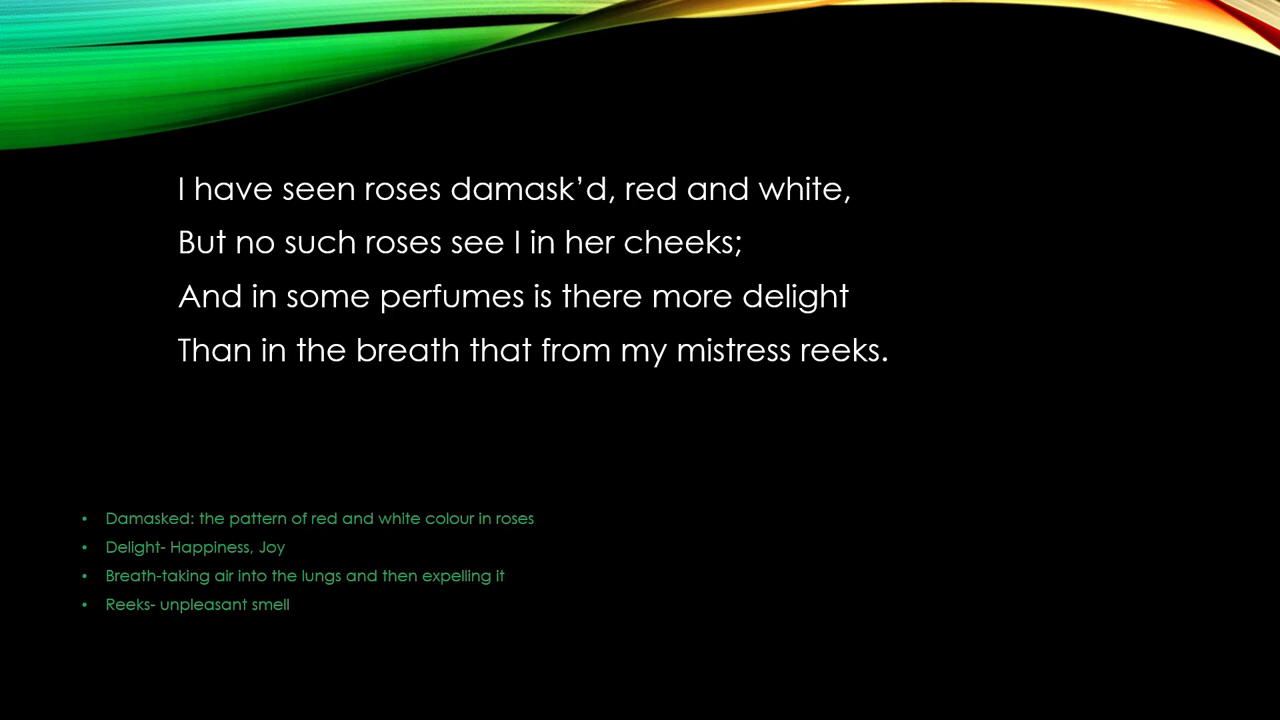 I have seen roses damask’d, red and white,
But no such roses see I in her cheeks;
And in some perfumes is there more delight
Than in the breath that from my mistress reeks.
• Damasked: the pattern of red and white colour in roses
• Delight- Happiness, Joy
• Breath-taking air into the lungs and then expelling it
• Reeks- unpleasant smell